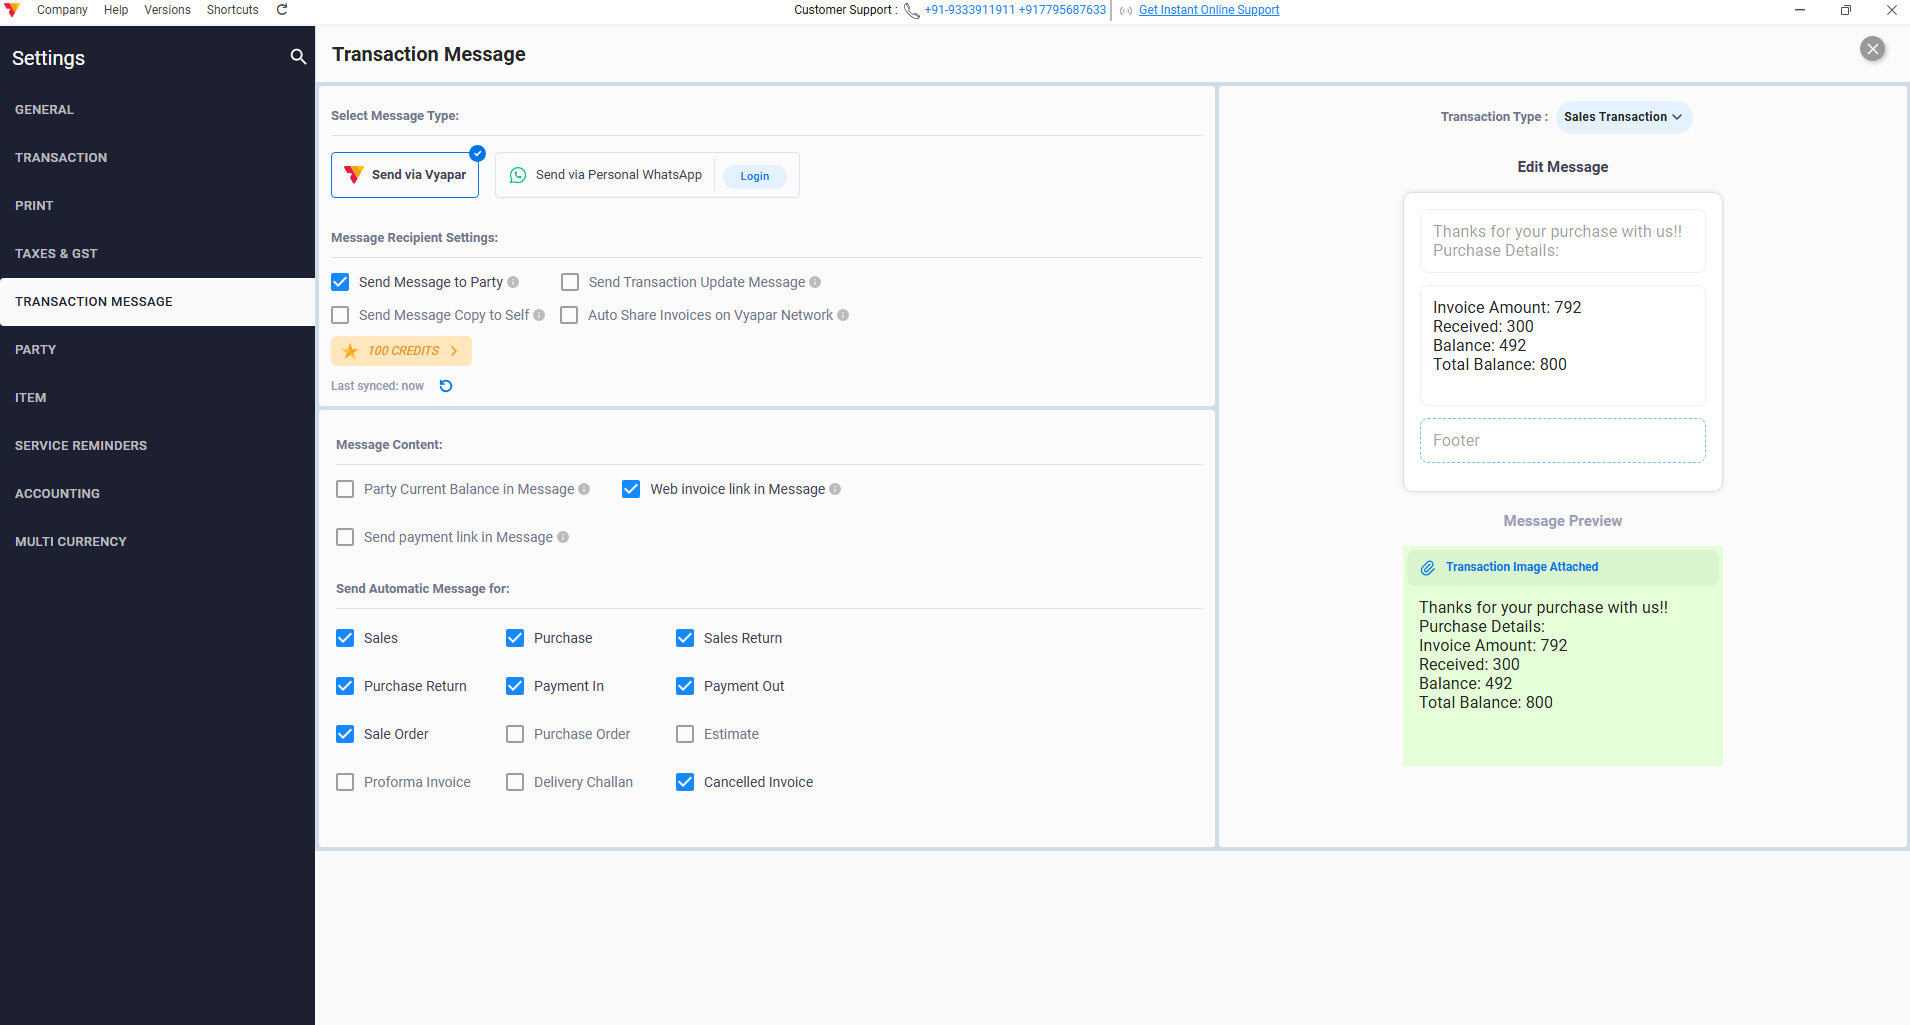 Company Help Versions Shortcuts
Customer Support : +91-9333911911 +917795687633 Get Instant Online Support
Settings
GENERAL
TRANSACTION
PRINT
TAXES & GST
TRANSACTION MESSAGE
PARTY
ITEM
SERVICE REMINDERS
ACCOUNTING
MULTI CURRENCY
Transaction Message
Select Message Type:
Send via Vyapar
Send via Personal WhatsApp
Login
Message Recipient Settings:
Send Message to Party
Send Transaction Update Message
Send Message Copy to Self
Auto Share Invoices on Vyapar Network
100 CREDITS
Last synced: now
Message Content:
Party Current Balance in Message
Web invoice link in Message
Send payment link in Message
Send Automatic Message for:
Sales
Purchase
Sales Return
Purchase Return
Payment In
Payment Out
Sale Order
Purchase Order
Estimate
Proforma Invoice
Delivery Challan
Cancelled Invoice
Transaction Type : Sales Transaction
Edit Message
Thanks for your purchase with us!!
Purchase Details:
Invoice Amount: 792
Received: 300
Balance: 492
Total Balance: 800
Footer
Message Preview
Transaction Image Attached
Thanks for your purchase with us!!
Purchase Details:
Invoice Amount: 792
Received: 300
Balance: 492
Total Balance: 800